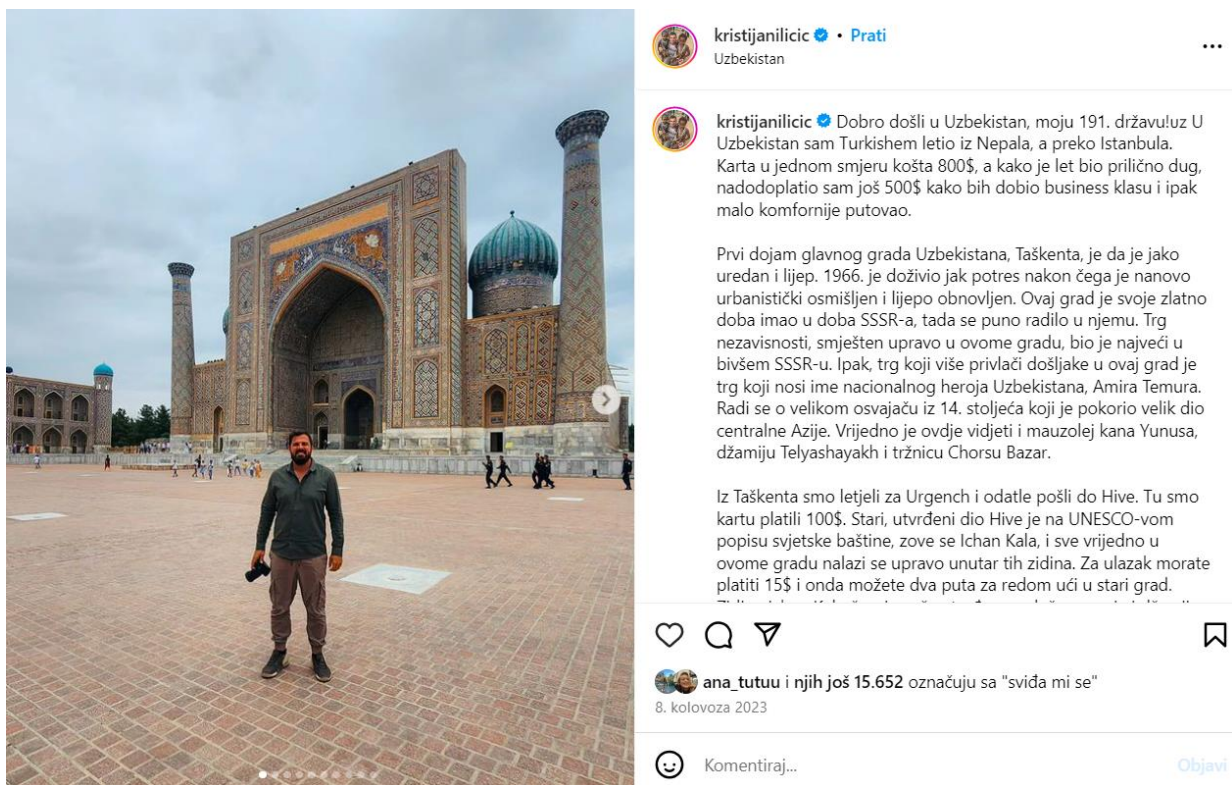 kristijanilicic • Prati
Uzbekistan
kristijanilicic Dobro došli u Uzbekistan, moju 191. državu!uz U
Uzbekistan sam Turkishem letio iz Nepala, a preko Istanbula.
Karta u jednom smjeru košta 800$, a kako je let bio prilično dug,
nadodoplatio sam još 500$ kako bih dobio business klasu i ipak
malo komfornije putovao.
Prvi dojam glavnog grada Uzbekistana, Taškenta, je da je jako
uredan i lijep. 1966. je doživio jak potres nakon čega je nanovo
urbanistički osmišljen i lijepo obnovljen. Ovaj grad je svoje zlatno
doba imao u doba SSSR-a, tada se puno radilo u njemu. Trg
nezavisnosti, smješten upravo u ovome gradu, bio je najveći u
bivšem SSSR-u. Ipak, trg koji više privlači došljake u ovaj grad je
trg koji nosi ime nacionalnog heroja Uzbekistana, Amira Temura.
Radi se o velikom osvajaču iz 14. stoljeća koji je pokorio velik dio
centralne Azije. Vrijedno je ovdje vidjeti i mauzolej kana Yunusa,
džamiju Telyashayakh i tržnicu Chorsu Bazar.
Iz Taškenta smo letjeli za Urgench i odatle pošli do Hive. Tu smo
kartu platili 100$. Stari, utvrđeni dio Hive je na UNESCO-vom
popisu svjetske baštine, zove se Ichan Kala, i sve vrijedno u
ovome gradu nalazi se upravo unutar tih zidina. Za ulazak morate
platiti 15$ i onda možete dva puta za redom ući u stari grad.
ana_tutuu i njih još 15.652 označuju sa "sviđa mi se"
8. kolovoza 2023
Komentiraj...
Objavi